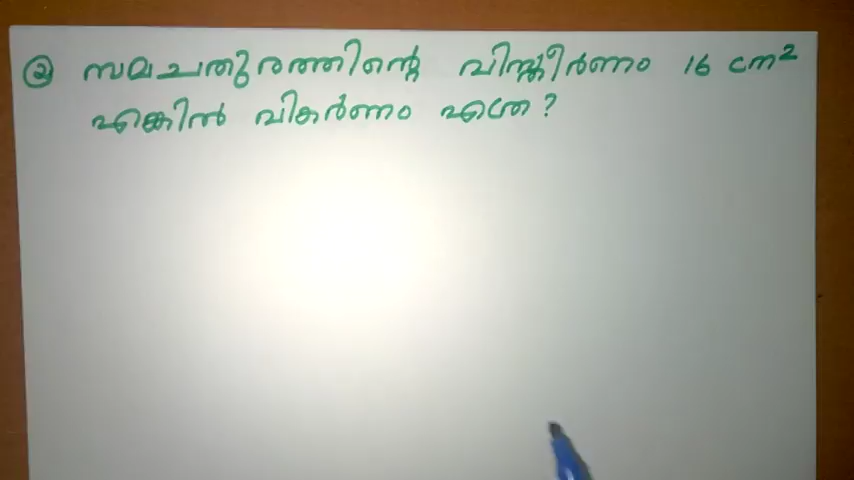 ② സമചതുരത്തിന്റെ വിസ്തീർണം 16 cm²
എങ്കിൽ വികർണം എത്ര?